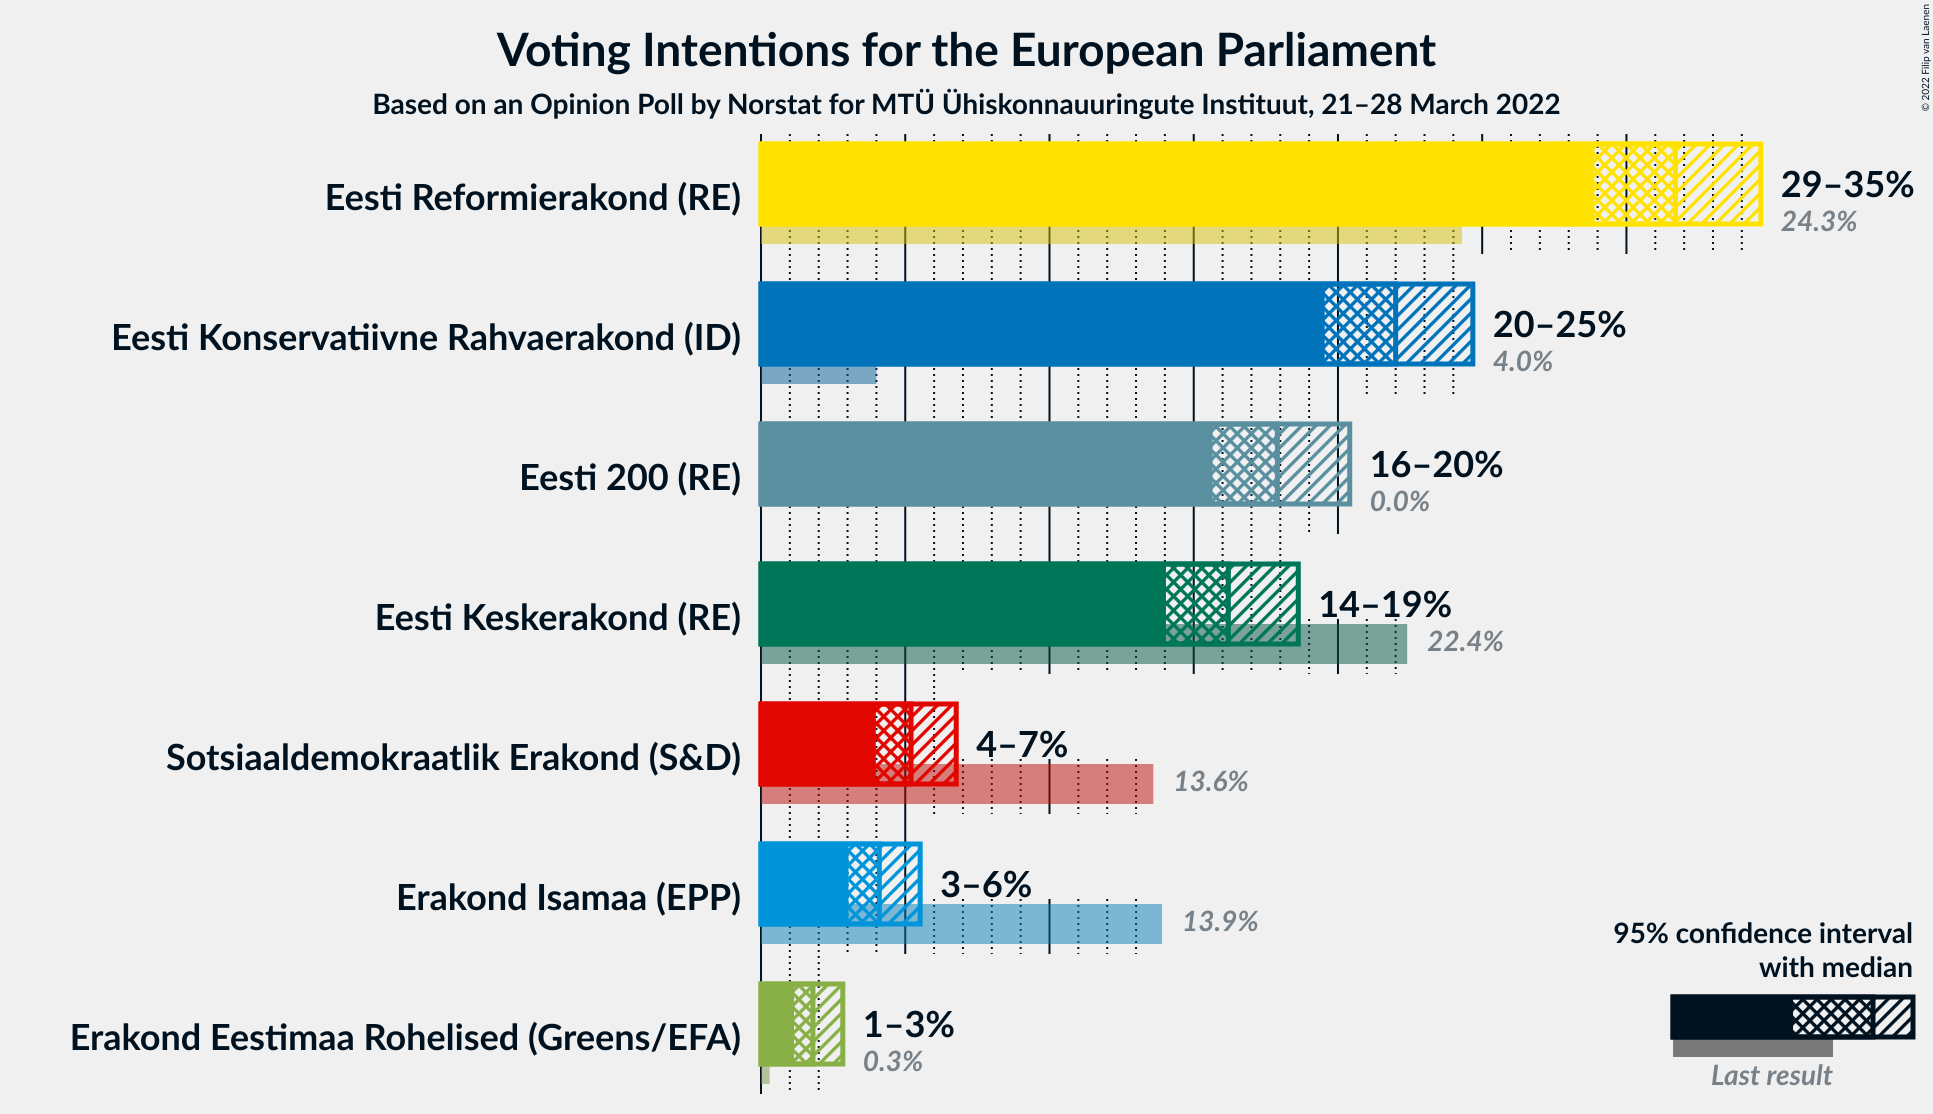 Voting Intentions for the European Parliament
Based on an Opinion Poll by Norstat for MTÜ Ühiskonnauuringute Instituut, 21–28 March 2022
© 2022 Filip van Laenen
Eesti Reformierakond (RE)
29–35%
24.3%
Eesti Konservatiivne Rahvaerakond (ID)
20–25%
4.0%
Eesti 200 (RE)
16–20%
0.0%
Eesti Keskerakond (RE)
14–19%
22.4%
Sotsiaaldemokraatlik Erakond (S&D)
4–7%
13.6%
Erakond Isamaa (EPP)
3–6%
13.9%
Erakond Eestimaa Rohelised (Greens/EFA)
1–3%
0.3%
95% confidence interval
with median
Last result